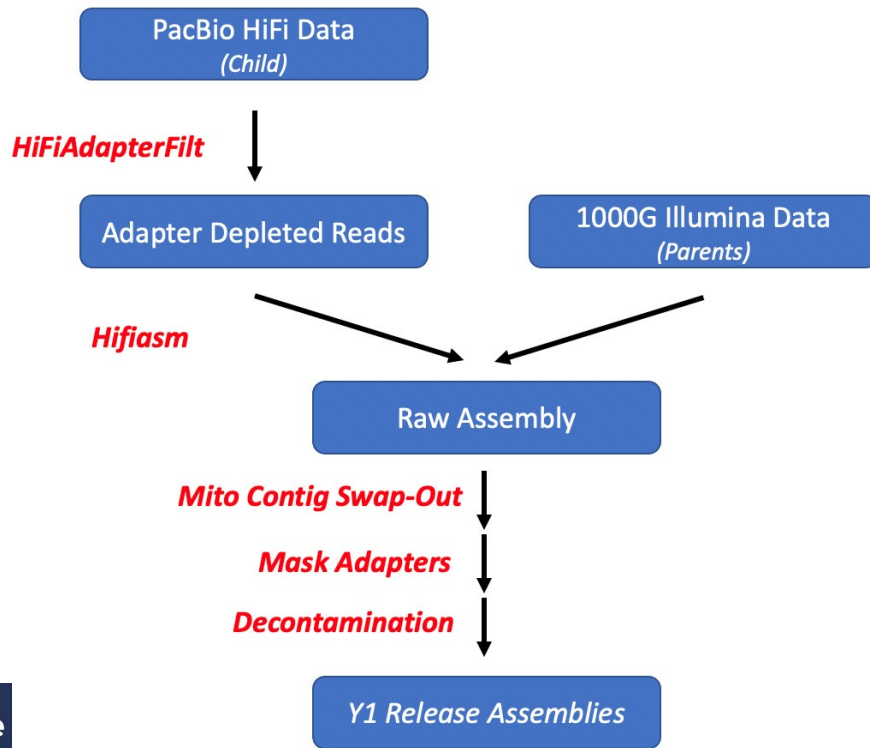 PacBio HiFi Data
(Child)
HiFiAdapterFilt
Adapter Depleted Reads
1000G Illumina Data
(Parents)
Hifiasm
Raw Assembly
Mito Contig Swap-Out
Mask Adapters
Decontamination
Y1 Release Assemblies